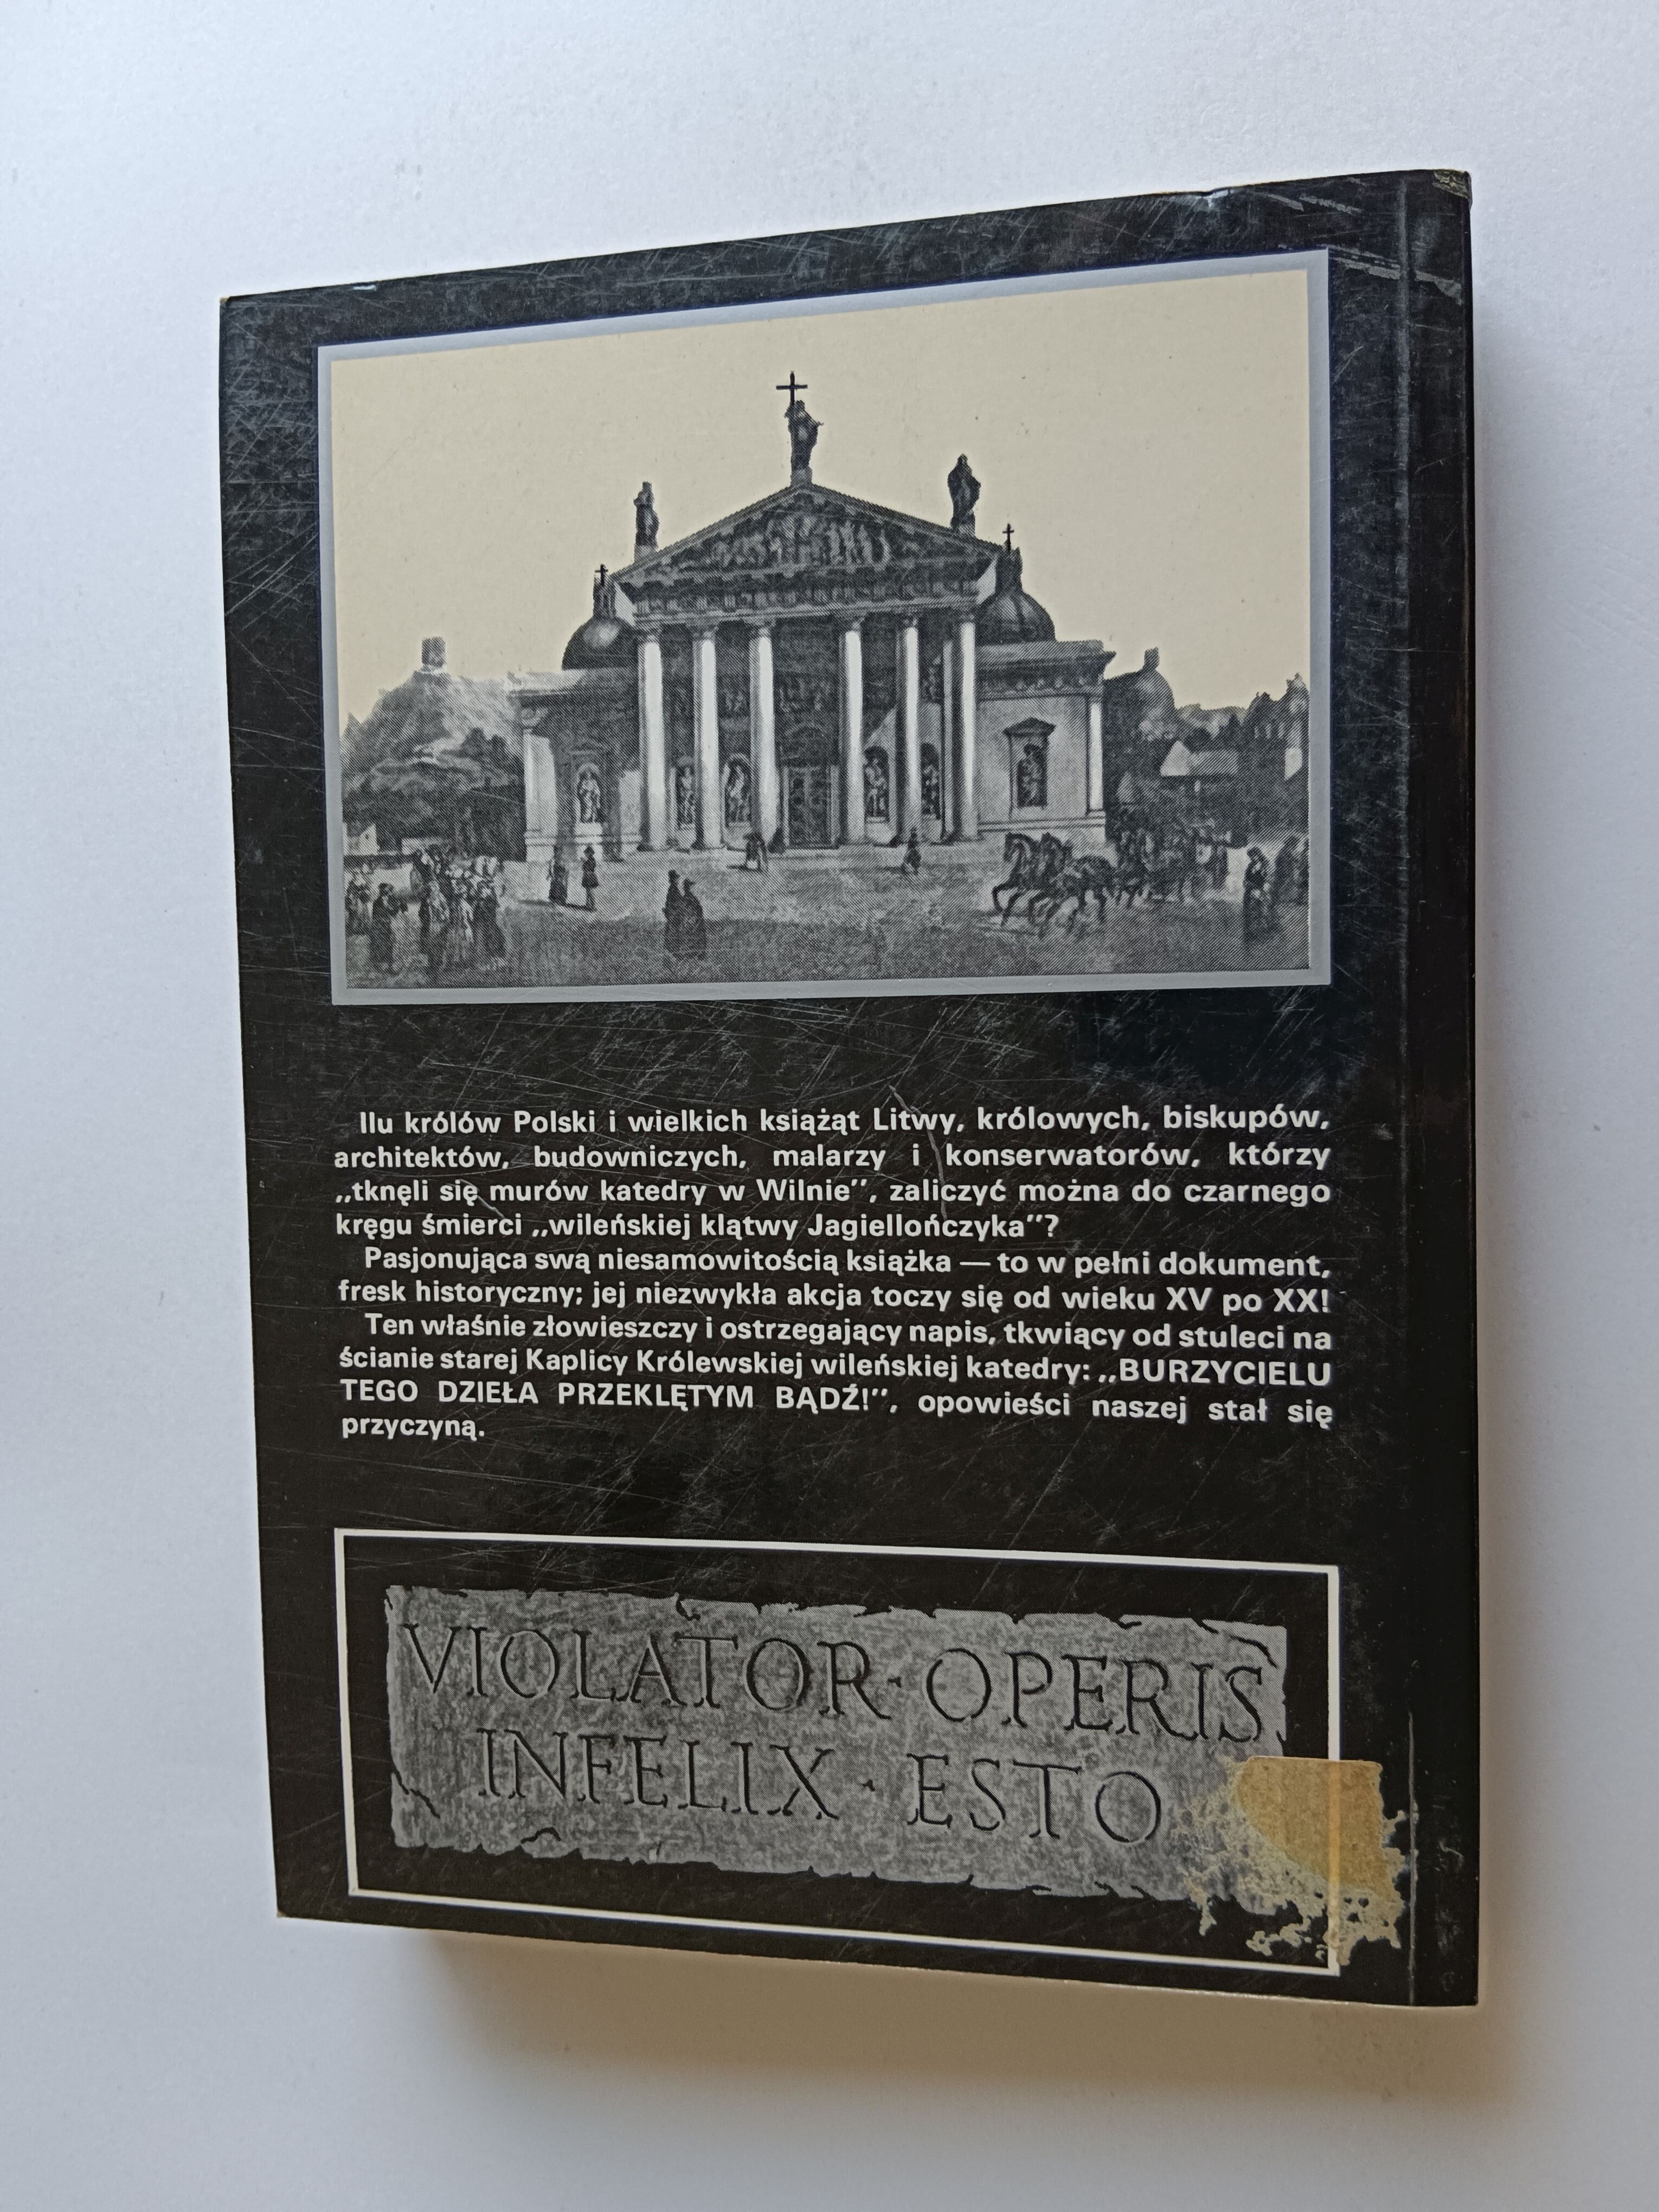 Ilu królów Polski i wielkich książąt Litwy, królowych, biskupów,
architektów, budowniczych, malarzy i konserwatorów, którzy
„tknęli się murów katedry w Wilnie”, zaliczyć można do czarnego
kręgu śmierci „wileńskiej klątwy Jagiellończyka”?
Pasjonująca swą niesamowitością książka — to w pełni dokument,
fresk historyczny; jej niezwykła akcja toczy się od wieku XV po XX!
Ten właśnie złowieszczy i ostrzegający napis, tkwiący od stuleci na
ścianie starej Kaplicy Królewskiej wileńskiej katedry: „BURZYCIELU
TEGO DZIEŁA PRZEKLĘTYM BĄDŹ!”, opowieści naszej stał się
przyczyną.
VIOLATOR·OPERIS
INFELIX·ESTO